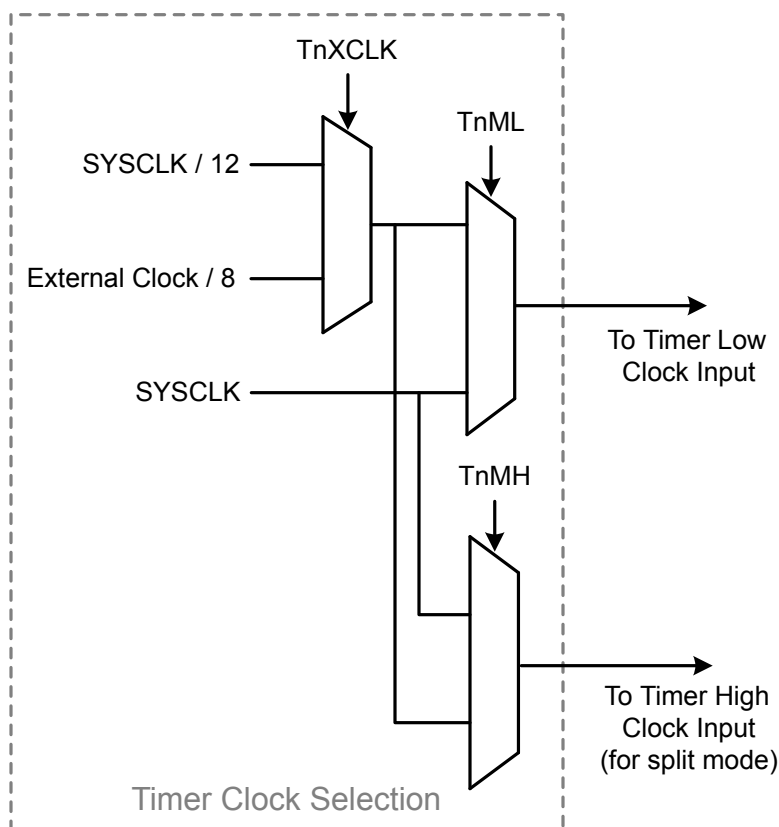 TnXCLK
TnML
SYSCLK / 12
External Clock / 8
To Timer Low
Clock Input
SYSCLK
TnMH
To Timer High
Clock Input
(for split mode)
Timer Clock Selection